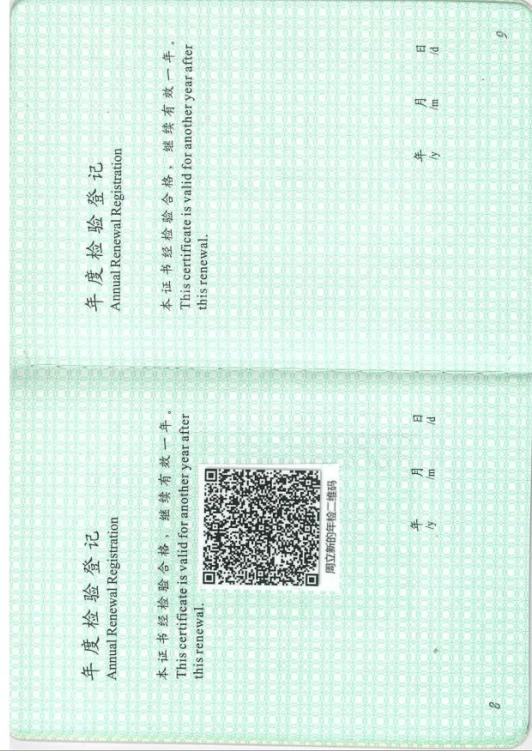 年度检验登记
Annual Renewal Registration
本证书经检验合格，继续有效一年。
This certificate is valid for another year after
this renewal.
周立新的年检二维码
年 月 日
/y /m /d
8
年度检验登记
Annual Renewal Registration
本证书经检验合格，继续有效一年。
This certificate is valid for another year after
this renewal.
年 月 日
/y /m /d
9